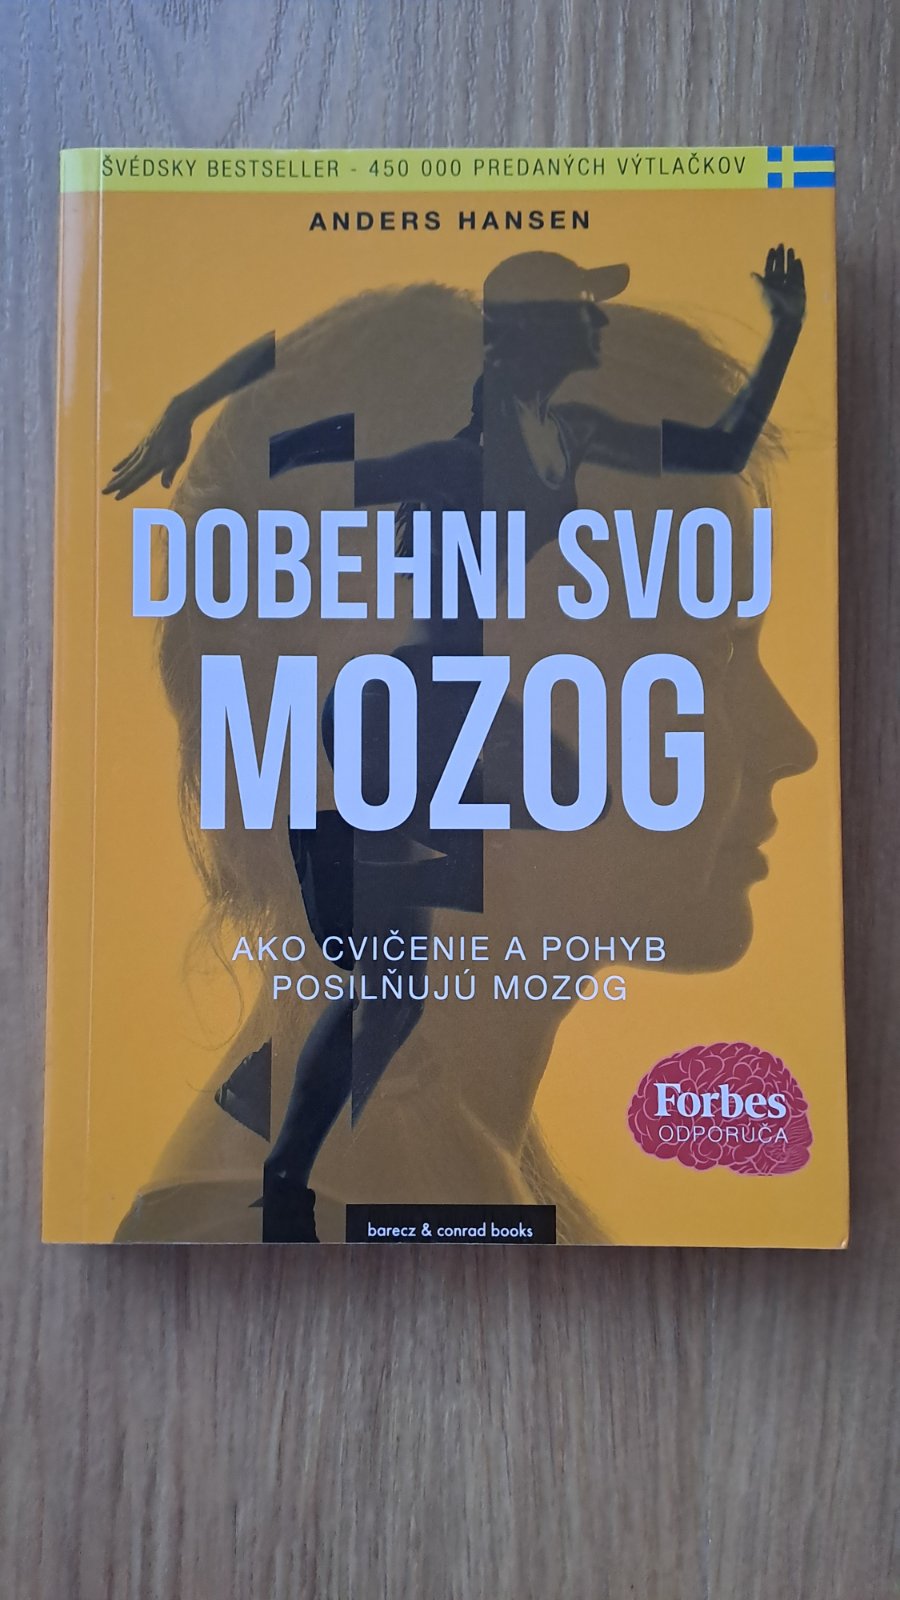 ŠVÉDSKY BESTSELLER - 450 000 PREDANÝCH VÝTLAČKOV
ANDERS HANSEN
DOBEHNI SVOJ
MOZOG
AKO CVIČENIE A POHYB
POSILŇUJÚ MOZOG
Forbes
ODPORÚČA
barecz & conrad books